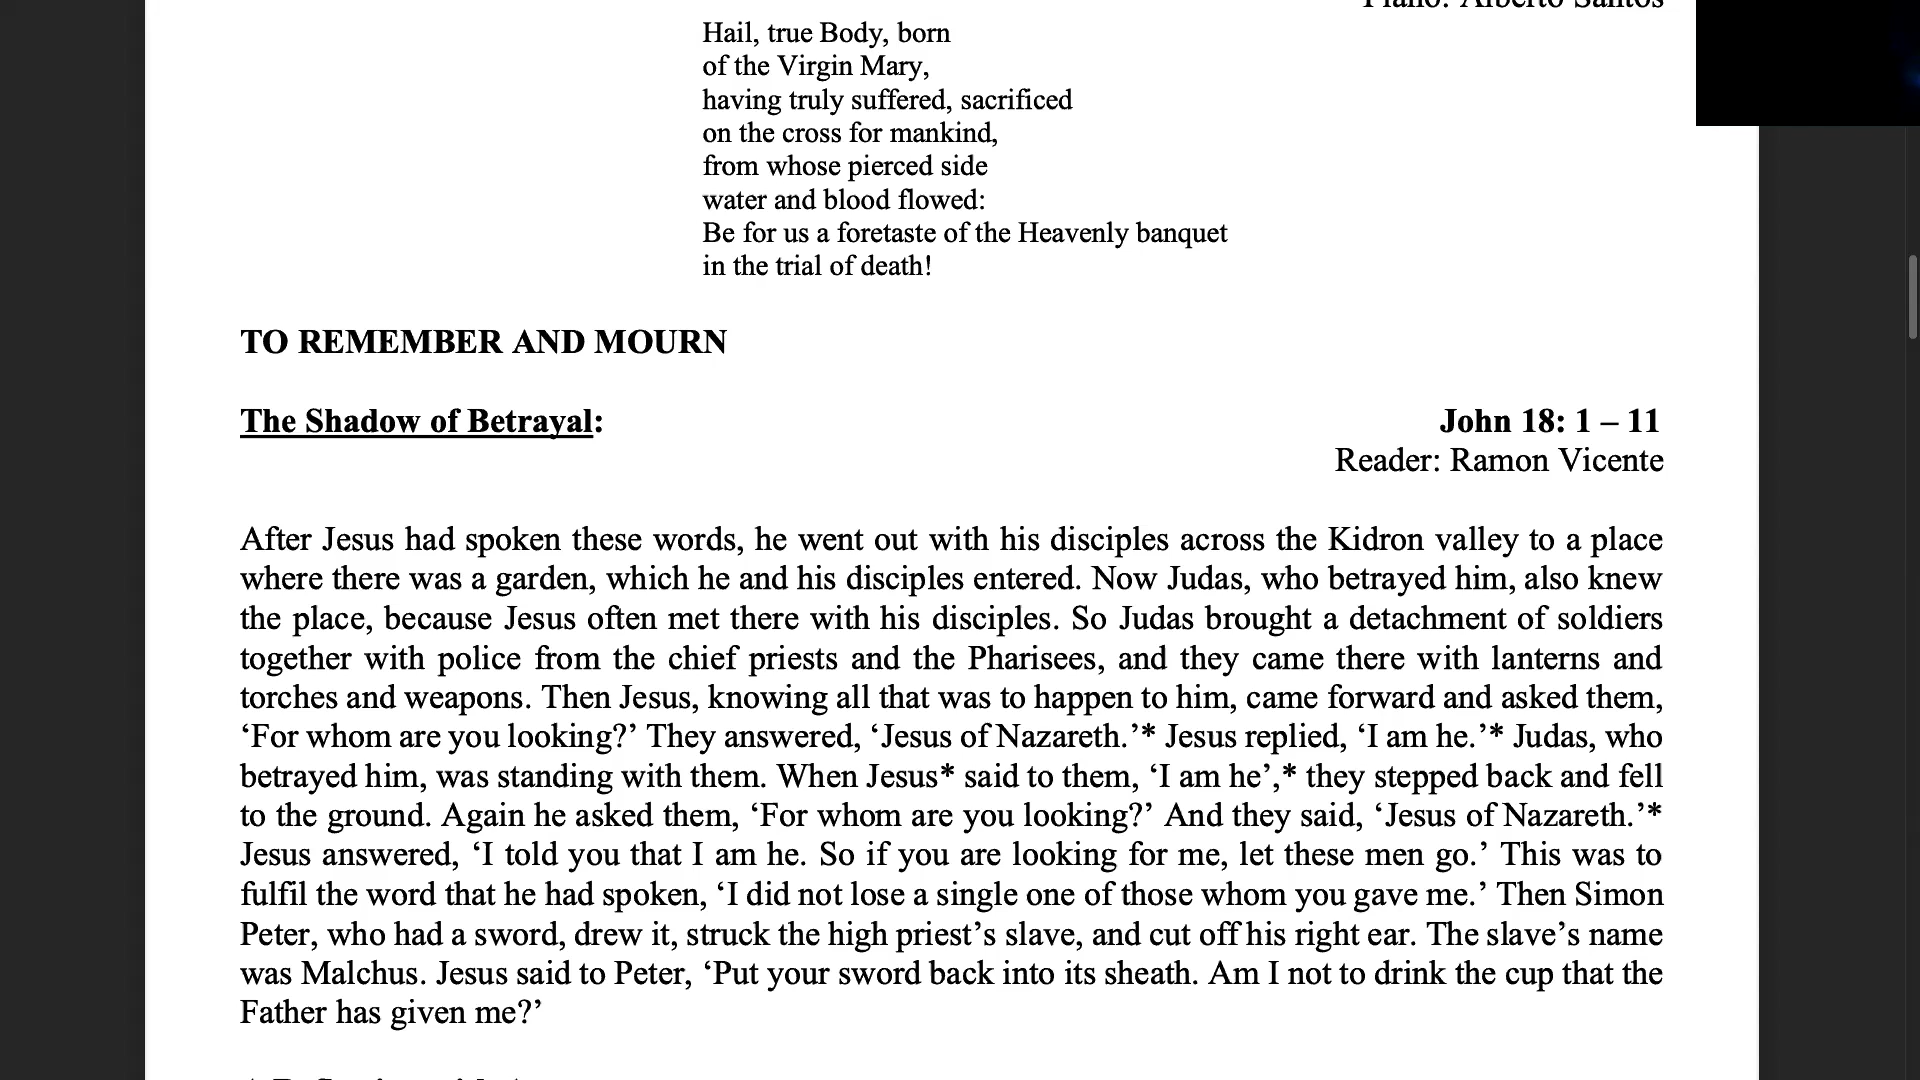 Piano: Alberto Santos
Hail, true Body, born
of the Virgin Mary,
having truly suffered, sacrificed
on the cross for mankind,
from whose pierced side
water and blood flowed:
Be for us a foretaste of the Heavenly banquet
in the trial of death!
TO REMEMBER AND MOURN
The Shadow of Betrayal:
John 18: 1 – 11
Reader: Ramon Vicente
After Jesus had spoken these words, he went out with his disciples across the Kidron valley to a place
where there was a garden, which he and his disciples entered. Now Judas, who betrayed him, also knew
the place, because Jesus often met there with his disciples. So Judas brought a detachment of soldiers
together with police from the chief priests and the Pharisees, and they came there with lanterns and
torches and weapons. Then Jesus, knowing all that was to happen to him, came forward and asked them,
‘For whom are you looking?’ They answered, ‘Jesus of Nazareth.’* Jesus replied, ‘I am he.’* Judas, who
betrayed him, was standing with them. When Jesus* said to them, ‘I am he’,* they stepped back and fell
to the ground. Again he asked them, ‘For whom are you looking?’ And they said, ‘Jesus of Nazareth.’*
Jesus answered, ‘I told you that I am he. So if you are looking for me, let these men go.’ This was to
fulfil the word that he had spoken, ‘I did not lose a single one of those whom you gave me.’ Then Simon
Peter, who had a sword, drew it, struck the high priest’s slave, and cut off his right ear. The slave’s name
was Malchus. Jesus said to Peter, ‘Put your sword back into its sheath. Am I not to drink the cup that the
Father has given me?’